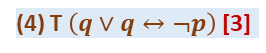 (4) T (q ∨ q ↔ ¬p) [3]